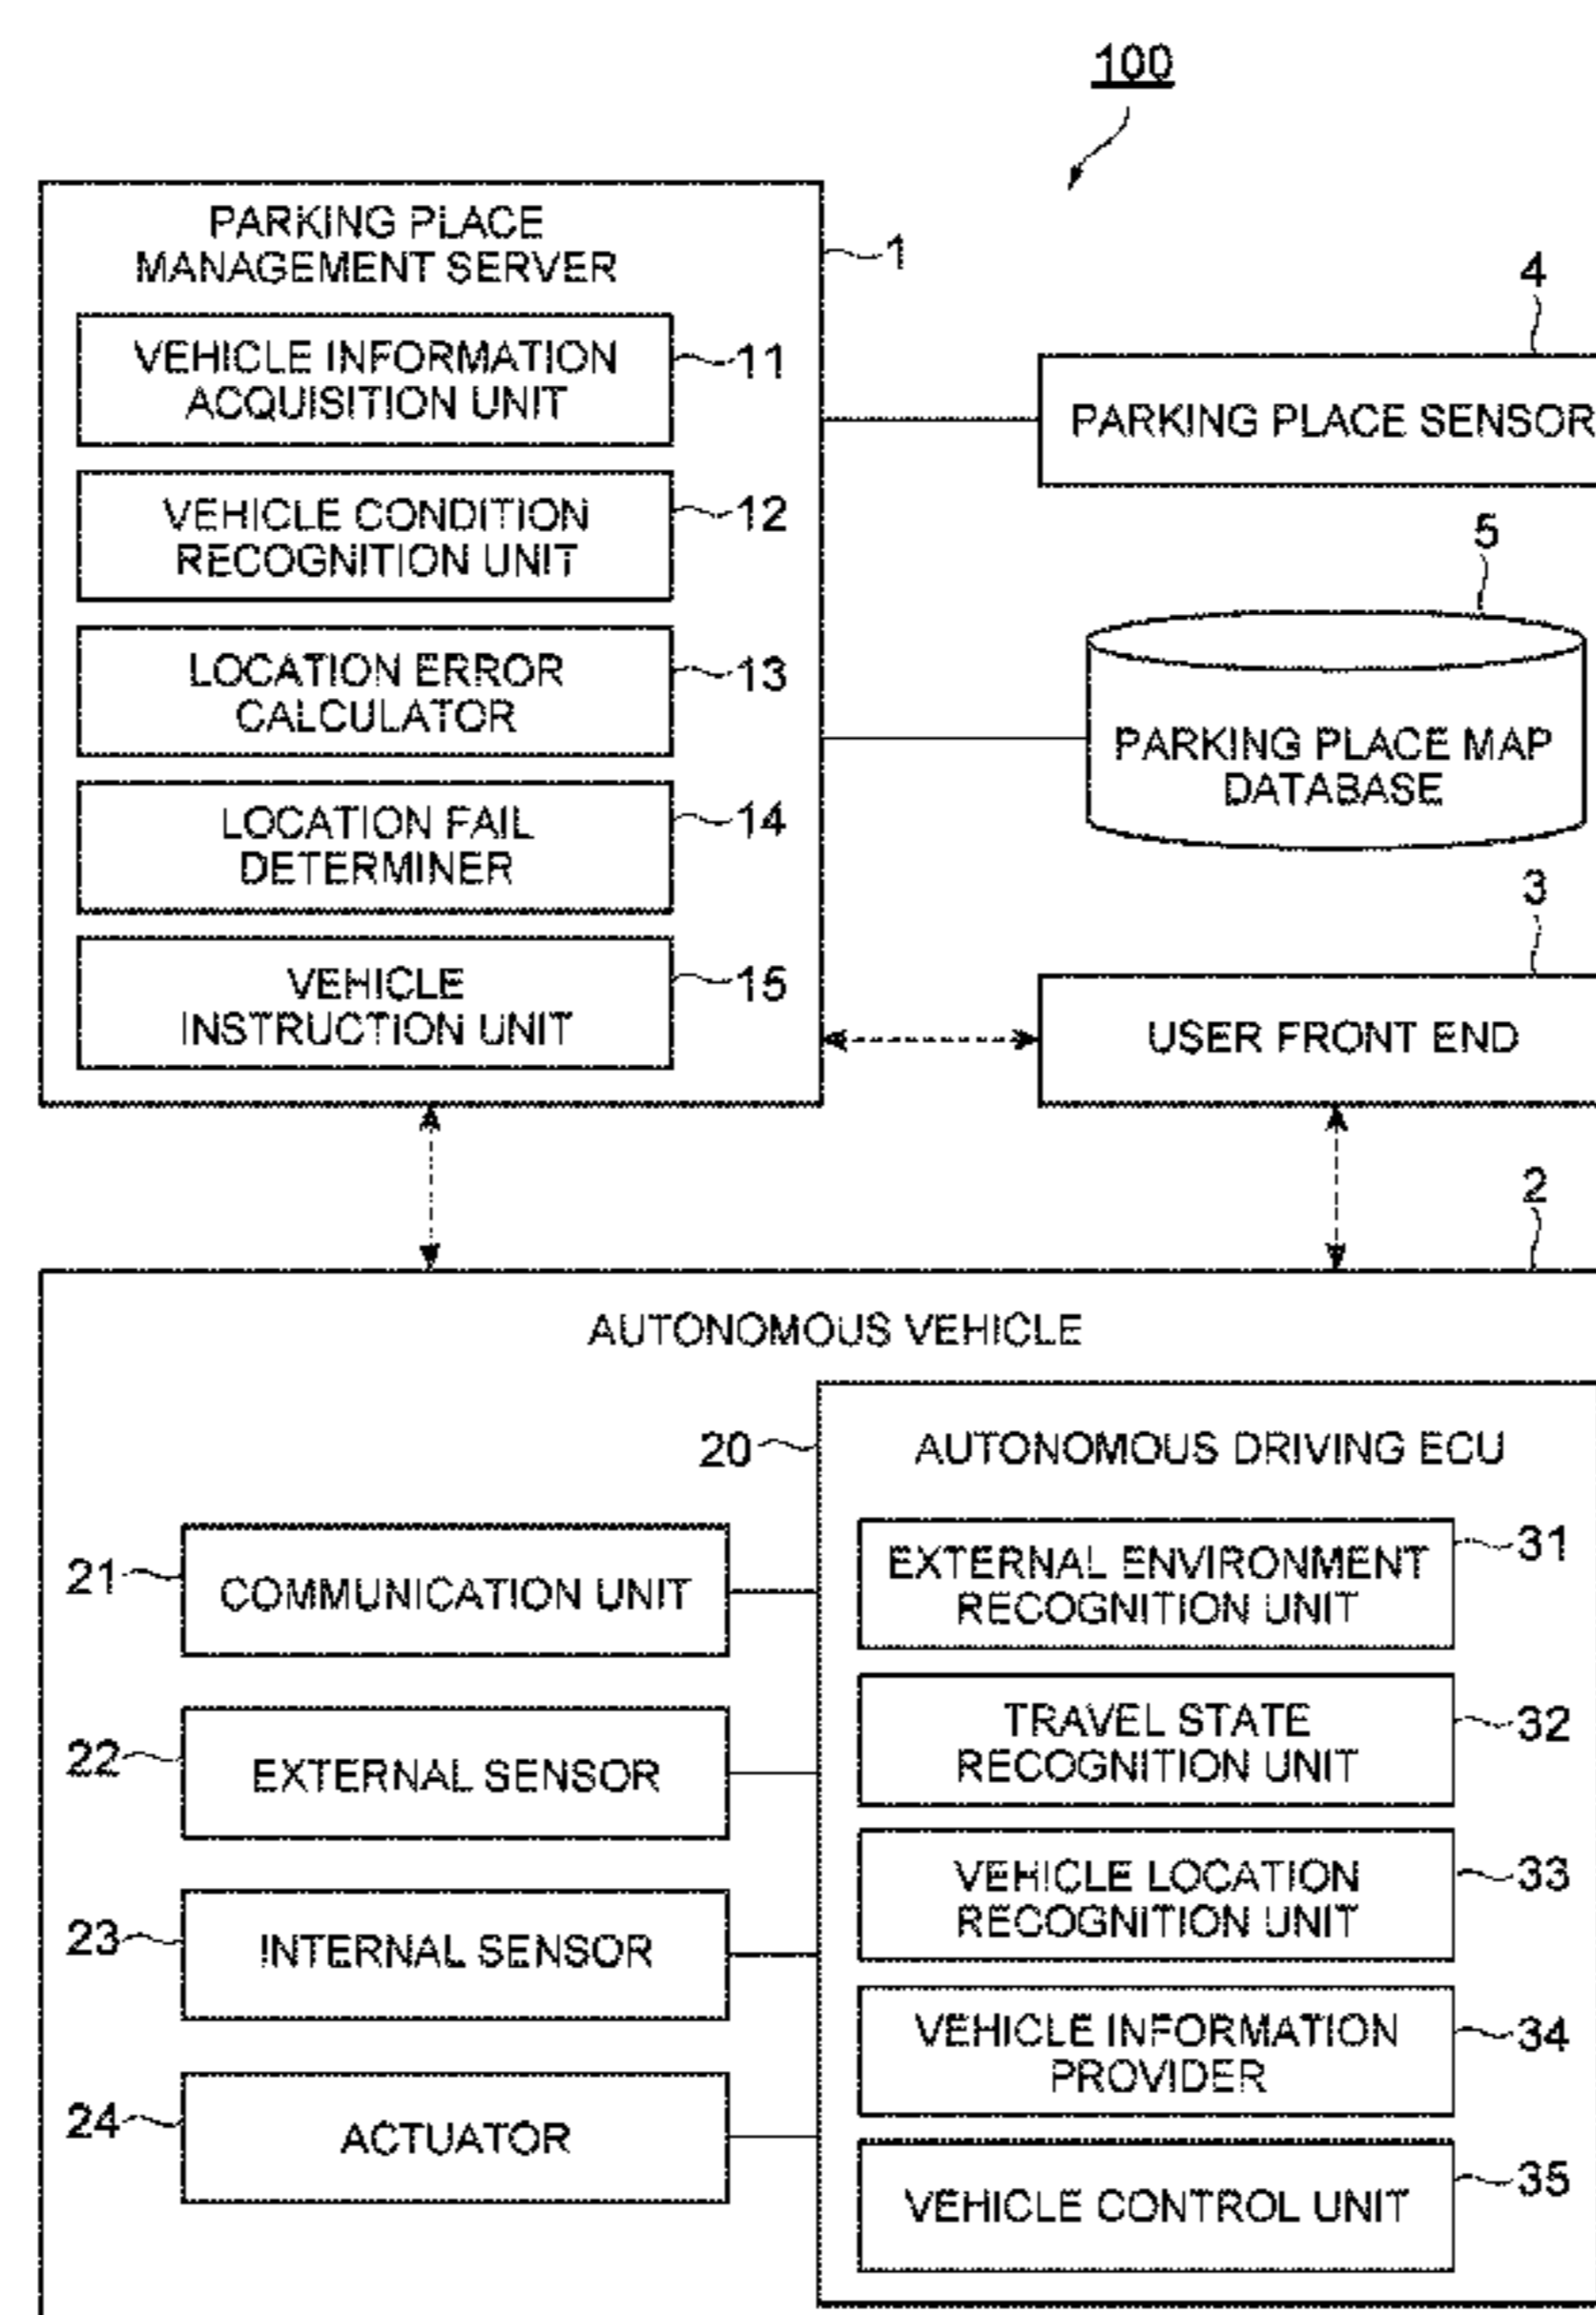 100
PARKING PLACE
MANAGEMENT SERVER
1
VEHICLE INFORMATION
ACQUISITION UNIT
11
VEHICLE CONDITION
RECOGNITION UNIT
12
LOCATION ERROR
CALCULATOR
13
LOCATION FAIL
DETERMINER
14
VEHICLE
INSTRUCTION UNIT
15
4
PARKING PLACE SENSOR
5
PARKING PLACE MAP
DATABASE
3
USER FRONT END
2
AUTONOMOUS VEHICLE
20
AUTONOMOUS DRIVING ECU
21
COMMUNICATION UNIT
22
EXTERNAL SENSOR
23
INTERNAL SENSOR
24
ACTUATOR
EXTERNAL ENVIRONMENT
RECOGNITION UNIT
31
TRAVEL STATE
RECOGNITION UNIT
32
VEHICLE LOCATION
RECOGNITION UNIT
33
VEHICLE INFORMATION
PROVIDER
34
VEHICLE CONTROL UNIT
35